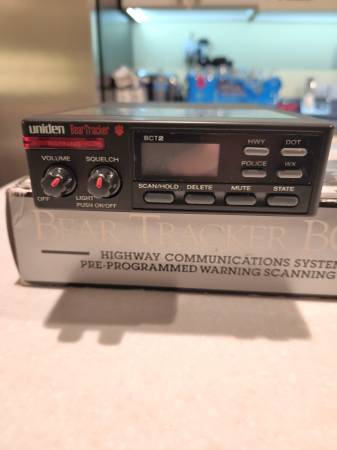 uniden BearTracker
WARNING
BCT2
HWY DOT
POLICE WX
VOLUME SQUELCH
OFF LIGHT
PUSH ON/OFF
SCAN/HOLD DELETE MUTE STATE
BEAR TRACKER
HIGHWAY COMMUNICATIONS SYSTEM
PRE-PROGRAMMED WARNING SCANNING